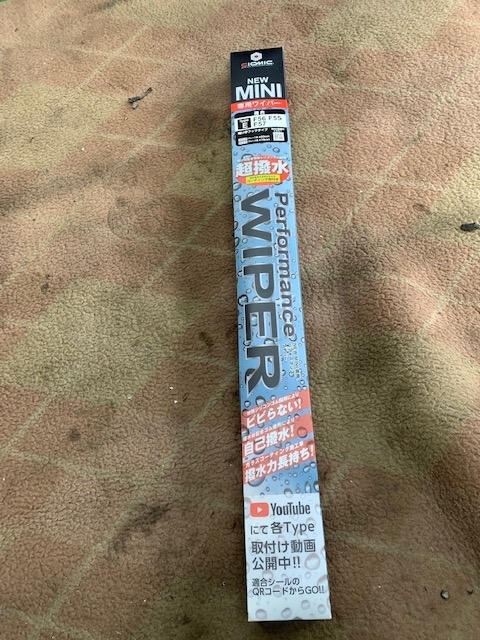 SIOMIC
NEW
MINI
専用ワイパー
E
F56 F55
F57
超撥水
Performance
WIPER
ビビらない!
自己撥水!
撥水力長持ち!
YouTube
にて各Type
取付け動画
公開中!!
適合シールの
QRコードからGO!!